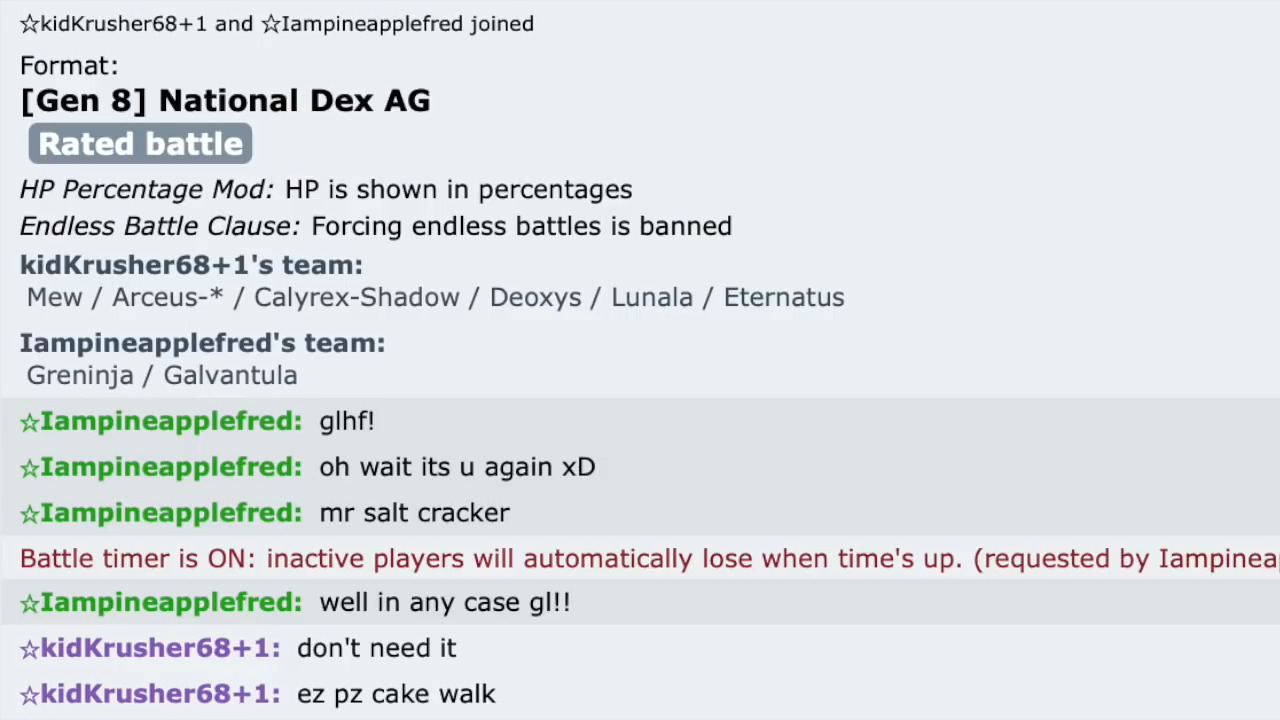 ☆kidKrusher68+1 and ☆Iampineapplefred joined
Format:
[Gen 8] National Dex AG
Rated battle
HP Percentage Mod: HP is shown in percentages
Endless Battle Clause: Forcing endless battles is banned
kidKrusher68+1's team:
Mew / Arceus-* / Calyrex-Shadow / Deoxys / Lunala / Eternatus
Iampineapplefred's team:
Greninja / Galvantula
☆Iampineapplefred: glhf!
☆Iampineapplefred: oh wait its u again xD
☆Iampineapplefred: mr salt cracker
Battle timer is ON: inactive players will automatically lose when time's up. (requested by Iampinea
☆Iampineapplefred: well in any case gl!!
☆kidKrusher68+1: don't need it
☆kidKrusher68+1: ez pz cake walk